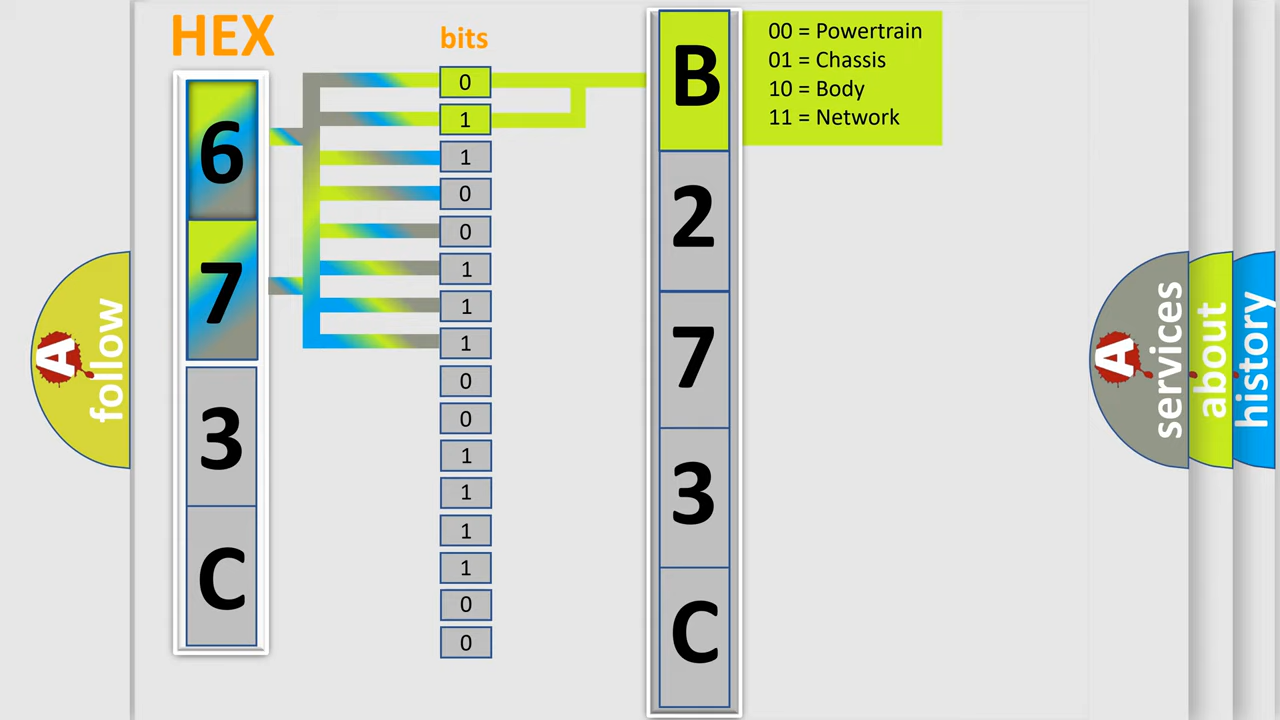 HEX
bits
6
7
3
C
0
1
1
0
0
1
1
1
0
0
1
1
1
1
0
0
B
2
7
3
C
00 = Powertrain
01 = Chassis
10 = Body
11 = Network
A
follow
A
services
about
history